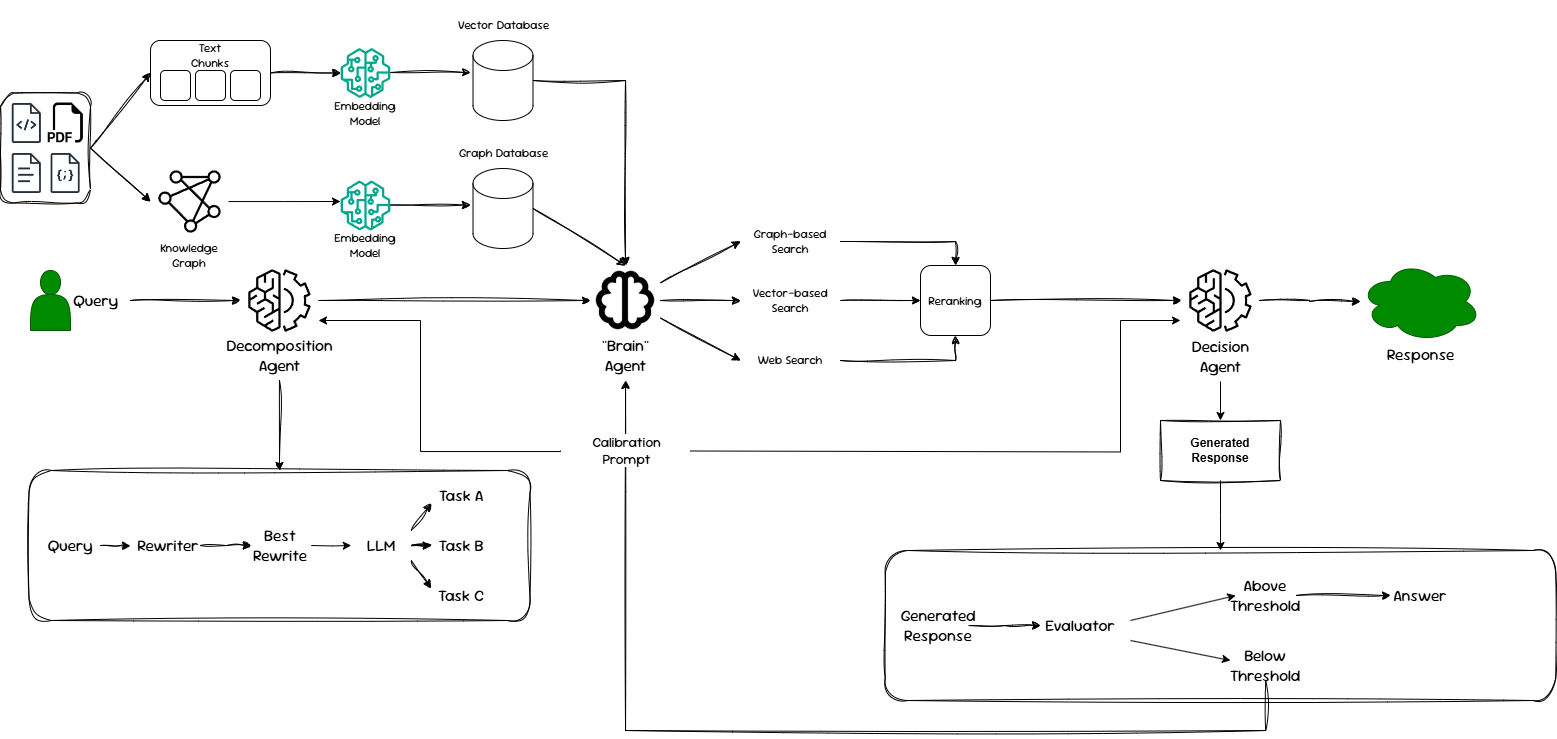 Vector Database
Text
Chunks
</>
PDF
{;}
Embedding
Model
Graph Database
Knowledge
Graph
Embedding
Model
Query
Decomposition
Agent
"Brain"
Agent
Graph-based
Search
Vector-based
Search
Web Search
Reranking
Decision
Agent
Response
Calibration
Prompt
Generated
Response
Query
Rewriter
Best
Rewrite
LLM
Task A
Task B
Task C
Generated
Response
Evaluator
Above
Threshold
Answer
Below
Threshold